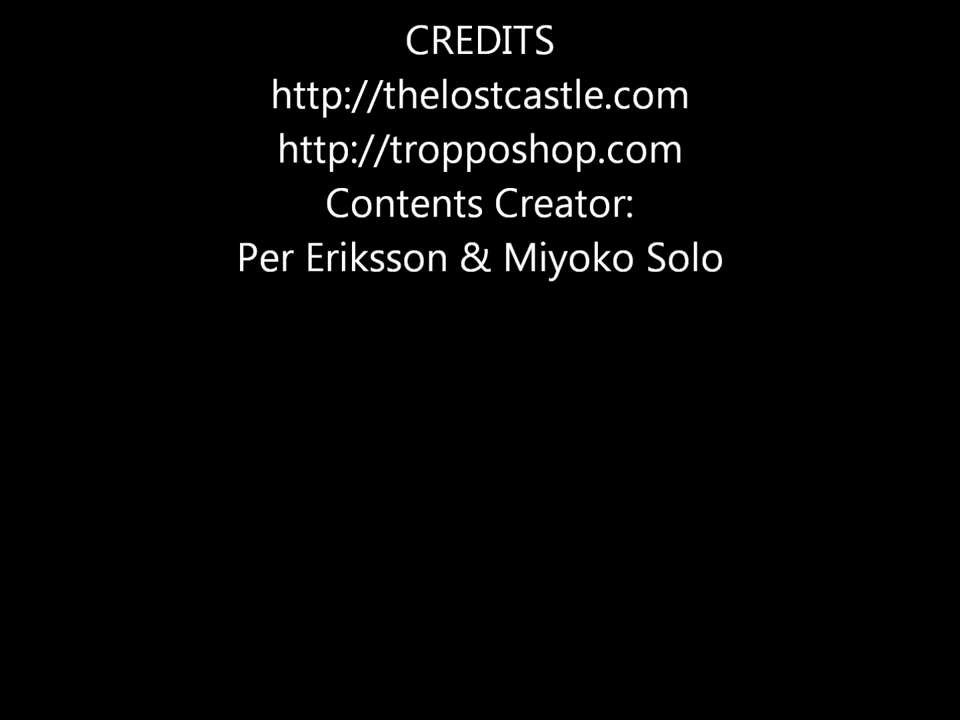 CREDITS
http://thelostcastle.com
http://tropposhop.com
Contents Creator:
Per Eriksson & Miyoko Solo